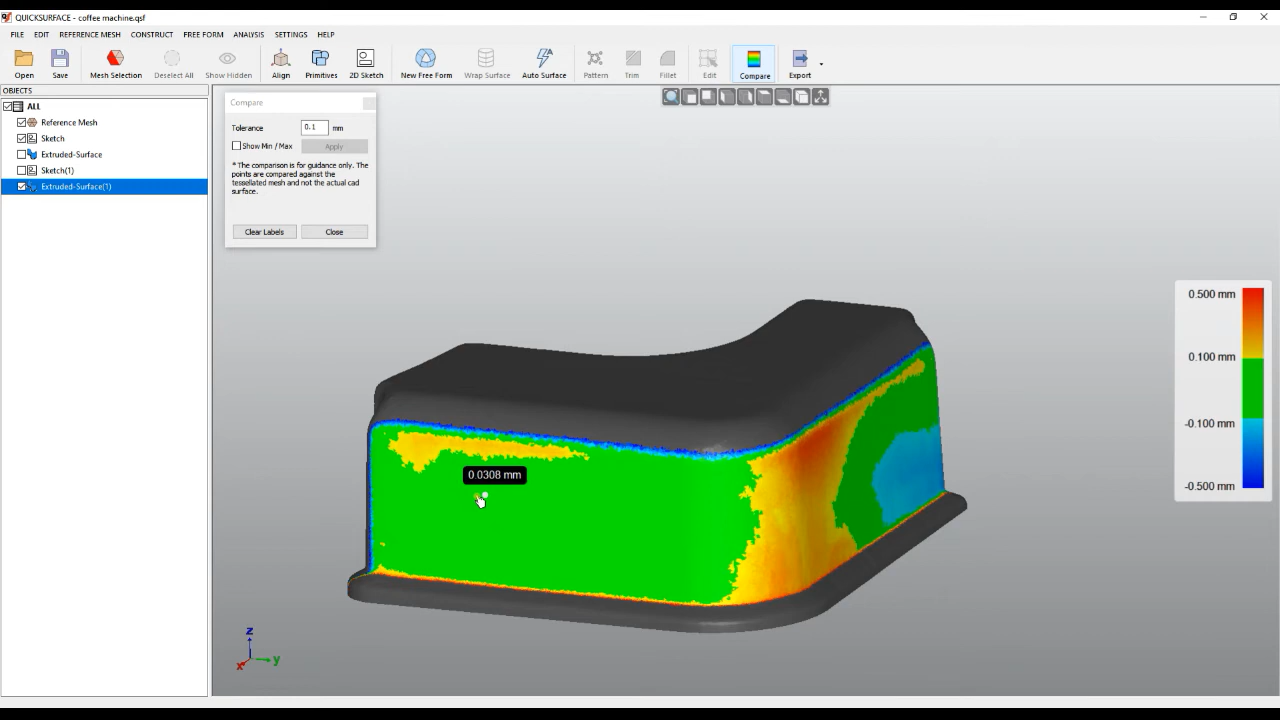 QUICKSURFACE - coffee machine.qsf
FILE EDIT REFERENCE MESH CONSTRUCT FREE FORM ANALYSIS SETTINGS HELP
Open Save Mesh Selection Deselect All Show Hidden Align Primitives 2D Sketch New Free Form Wrap Surface Auto Surface Pattern Trim Fillet Edit Compare Export
OBJECTS
ALL
Reference Mesh
Sketch
Extruded-Surface
Sketch(1)
Extruded-Surface(1)
Compare
Tolerance 0.1 mm
Show Min / Max Apply
* The comparison is for guidance only. The
points are compared against the
tessellated mesh and not the actual cad
surface.
Clear Labels Close
0.500 mm
0.100 mm
-0.100 mm
-0.500 mm
0.0308 mm
z
x
y